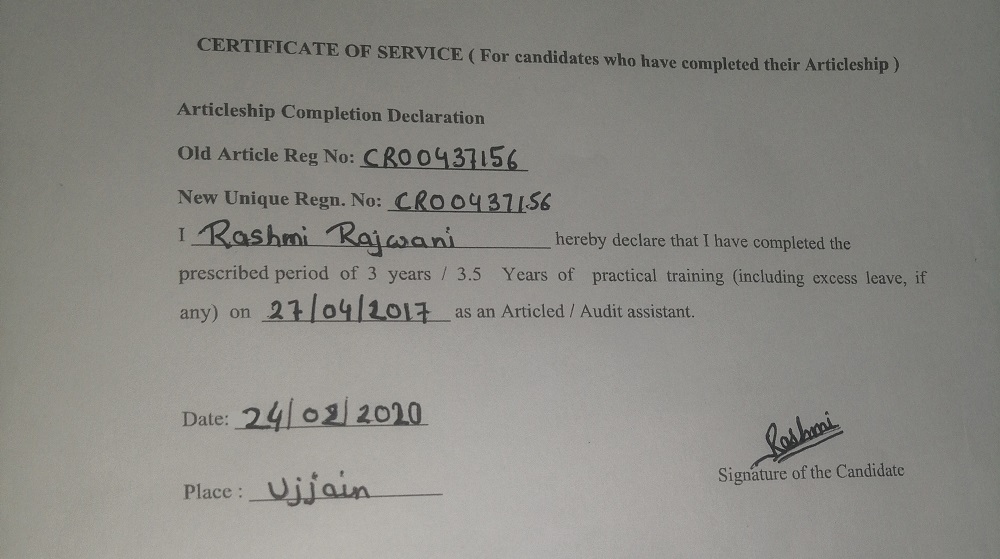 CERTIFICATE OF SERVICE ( For candidates who have completed their Articleship )
Articleship Completion Declaration
Old Article Reg No: CRO0437156
New Unique Regn. No: CRO0437156
I Rashmi Rajwani hereby declare that I have completed the
prescribed period of 3 years / 3.5 Years of practical training (including excess leave, if
any) on 27/04/2017 as an Articled / Audit assistant.
Date: 24/02/2020
Rashmi
Signature of the Candidate
Place : Ujjain